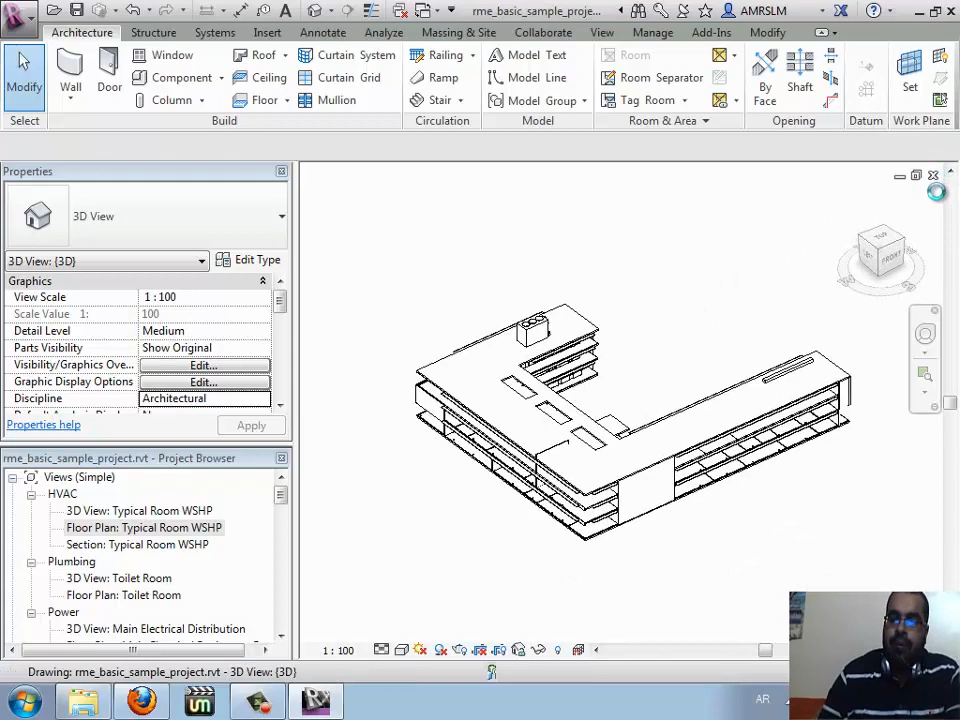 rme_basic_sample_proje...
AMRSLM
Architecture Structure Systems Insert Annotate Analyze Massing & Site Collaborate View Manage Add-Ins Modify
Modify
Wall
Door
Window
Component
Column
Roof
Ceiling
Floor
Curtain System
Curtain Grid
Mullion
Railing
Ramp
Stair
Model Text
Model Line
Model Group
Room
Room Separator
Tag Room
By Face
Shaft
Set
Select Build Circulation Model Room & Area Opening Datum Work Plane
Properties
3D View
3D View: {3D} Edit Type
Graphics
View Scale 1 : 100
Scale Value 1: 100
Detail Level Medium
Parts Visibility Show Original
Visibility/Graphics Ove... Edit...
Graphic Display Options Edit...
Discipline Architectural
Properties help Apply
rme_basic_sample_project.rvt - Project Browser
Views (Simple)
HVAC
3D View: Typical Room WSHP
Floor Plan: Typical Room WSHP
Section: Typical Room WSHP
Plumbing
3D View: Toilet Room
Floor Plan: Toilet Room
Power
3D View: Main Electrical Distribution
TOP
FRONT
1 : 100
Drawing: rme_basic_sample_project.rvt - 3D View: {3D}
AR